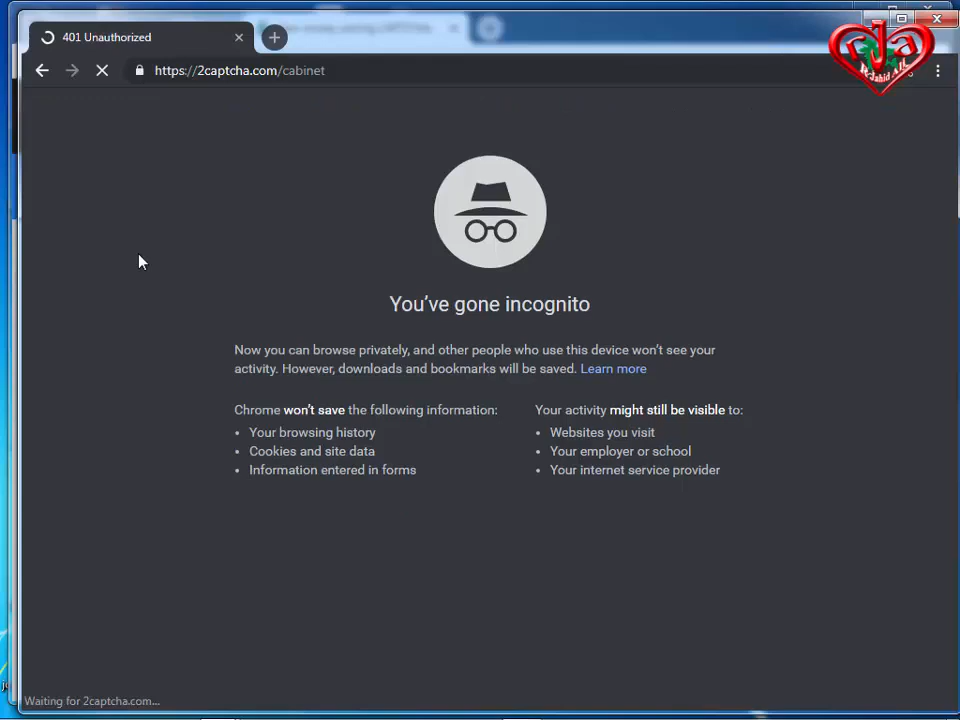 401 Unauthorized
https://2captcha.com/cabinet
rja
R Jahid ALL
You've gone incognito
Now you can browse privately, and other people who use this device won't see your
activity. However, downloads and bookmarks will be saved. Learn more
Chrome won't save the following information:
• Your browsing history
• Cookies and site data
• Information entered in forms
Your activity might still be visible to:
• Websites you visit
• Your employer or school
• Your internet service provider
Waiting for 2captcha.com...